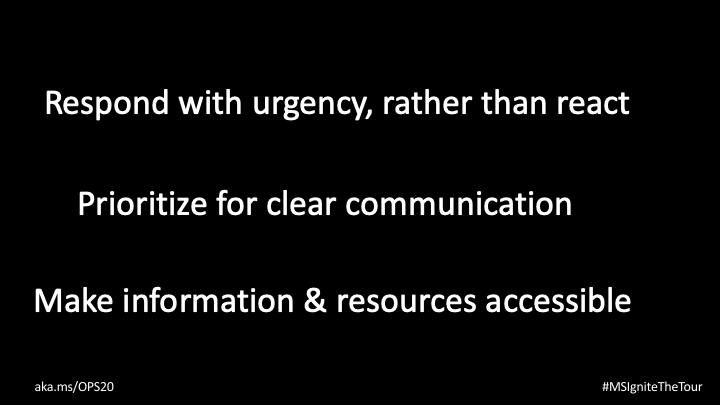 Respond with urgency, rather than react
Prioritize for clear communication
Make information & resources accessible
aka.ms/OPS20
#MSIgniteTheTour